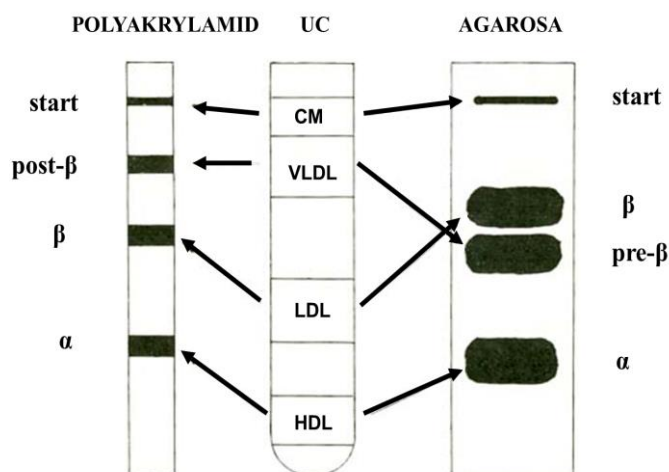 POLYAKRYLAMID UC AGAROSA
start CM start
post-β VLDL
β β
pre-β
LDL
α α
HDL